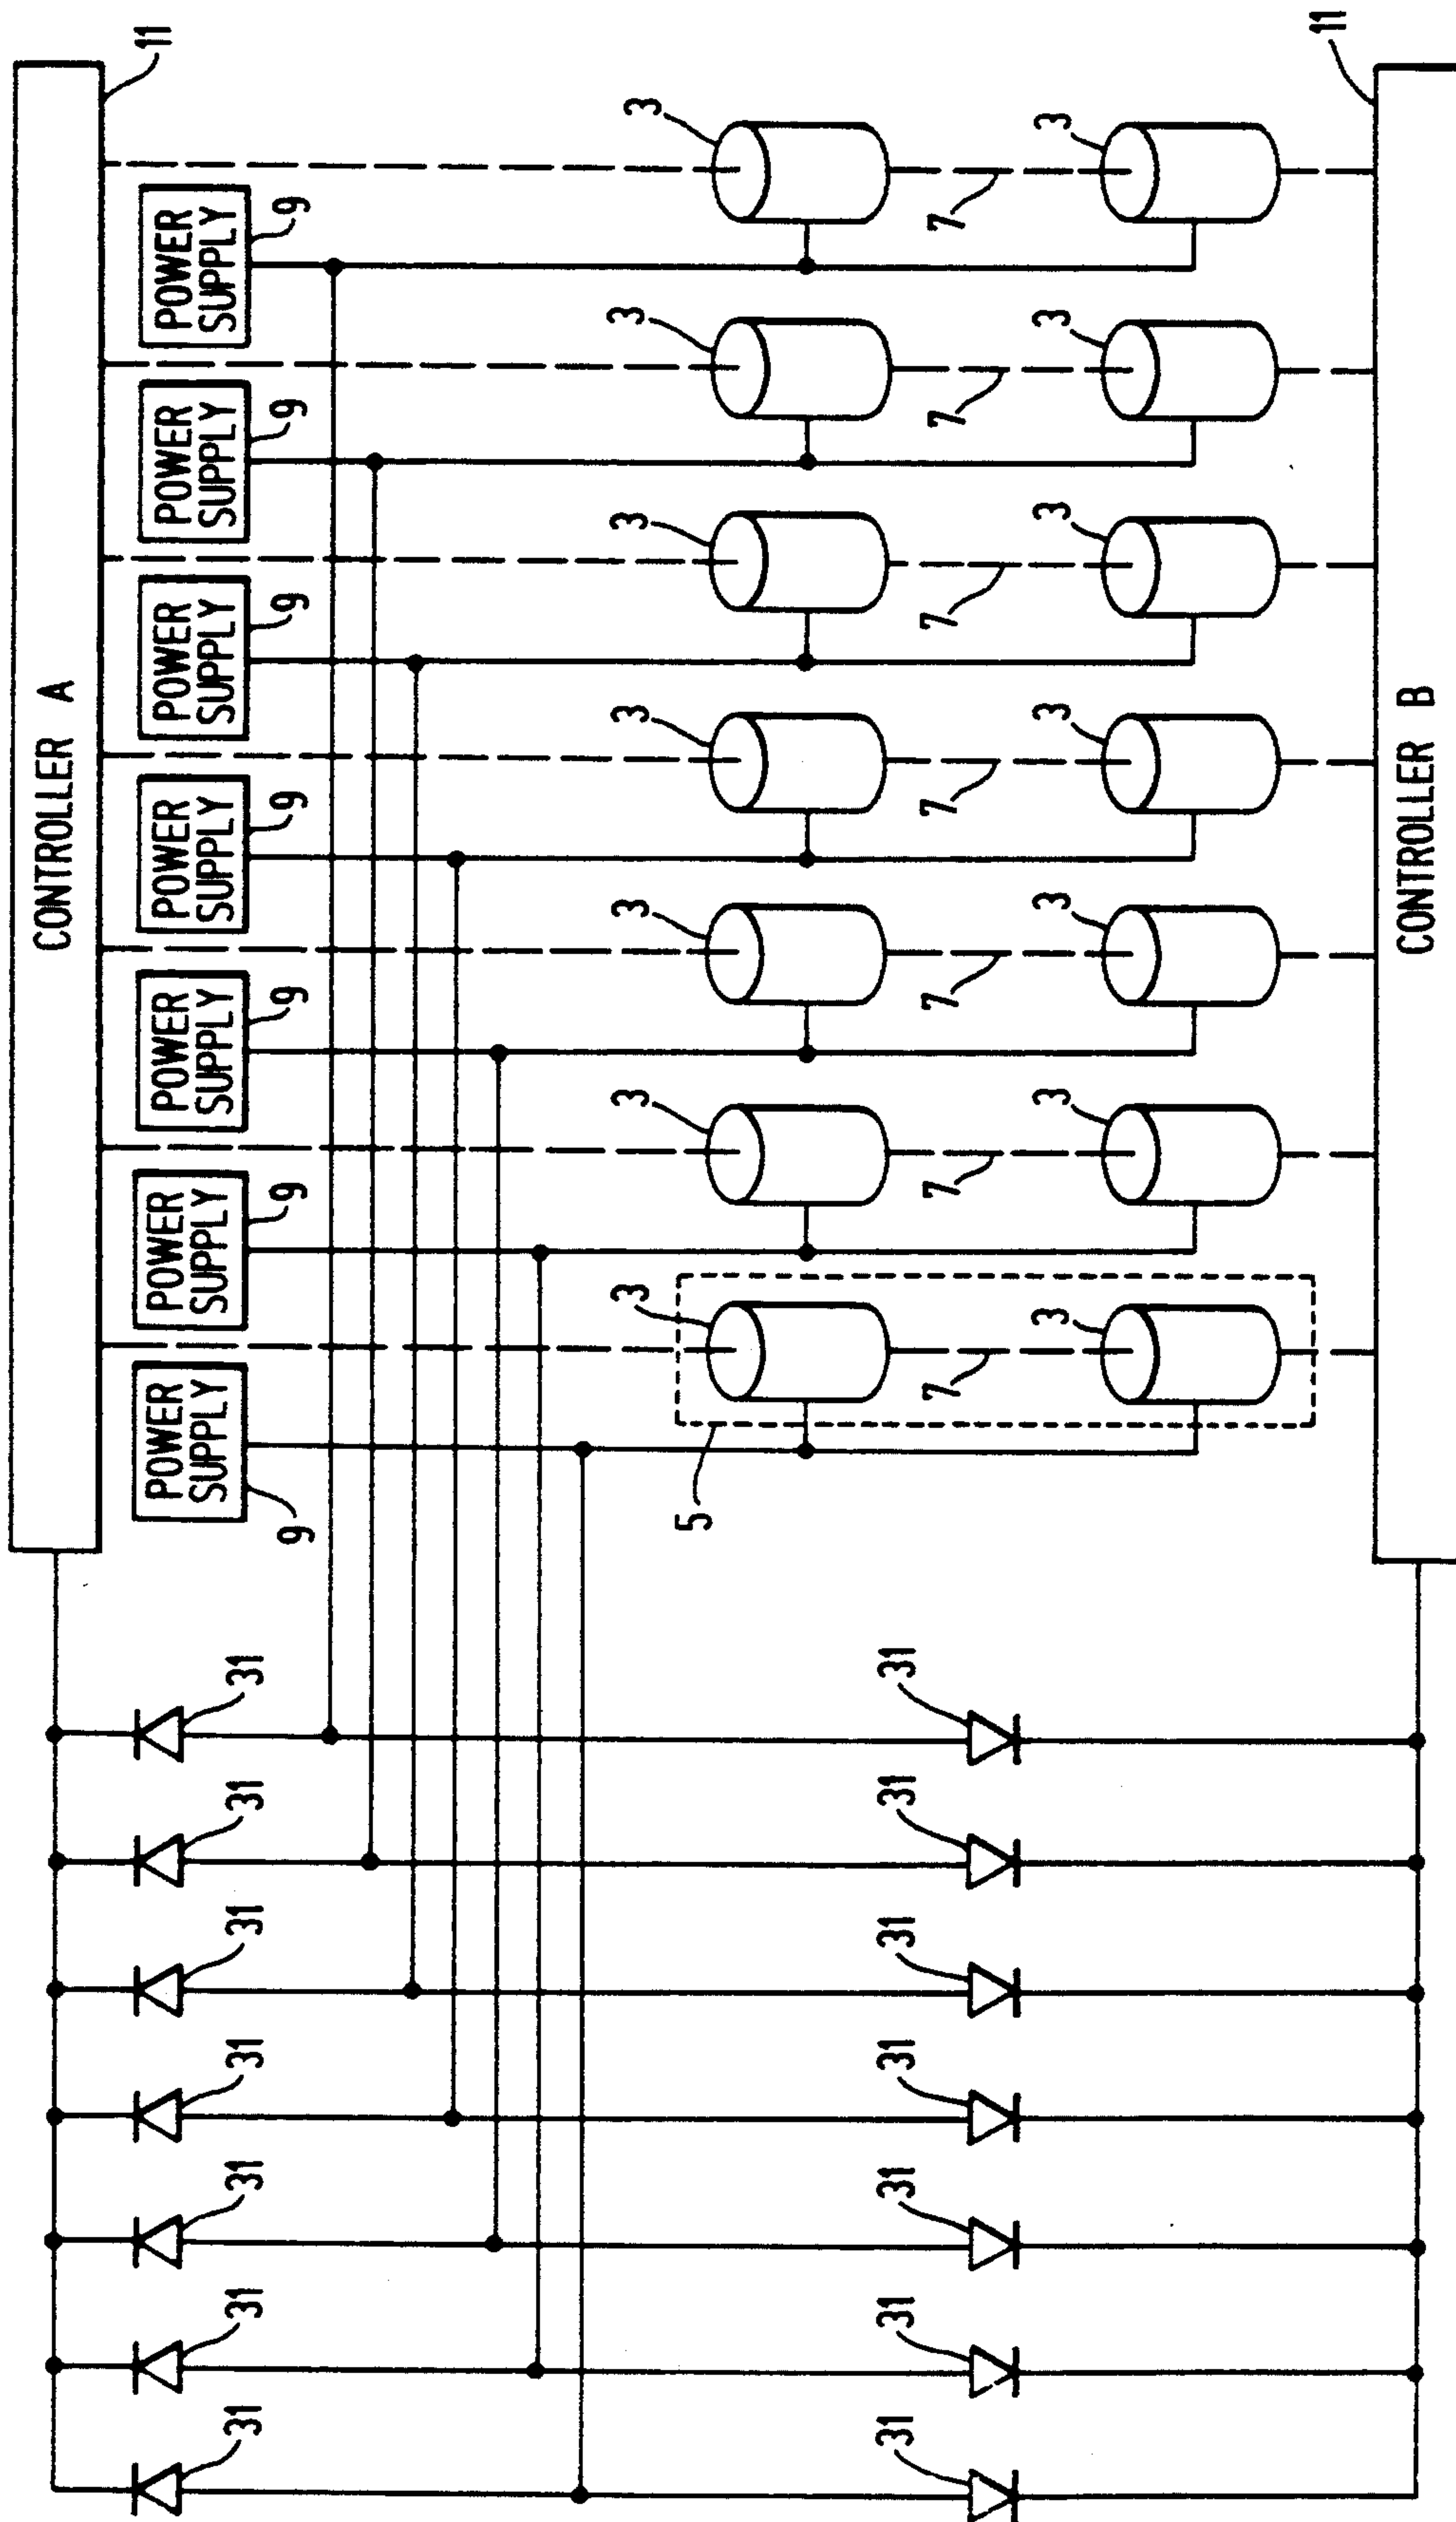 CONTROLLER A
11
POWER SUPPLY
POWER SUPPLY
POWER SUPPLY
POWER SUPPLY
POWER SUPPLY
POWER SUPPLY
POWER SUPPLY
31 31 31 31 31 31 31
9 9 9 9 9 9 9
3 3 3 3 3 3 3
5
31 31 31 31 31 31 31
7 7 7 7 7 7 7
3 3 3 3 3 3 3
11
CONTROLLER B